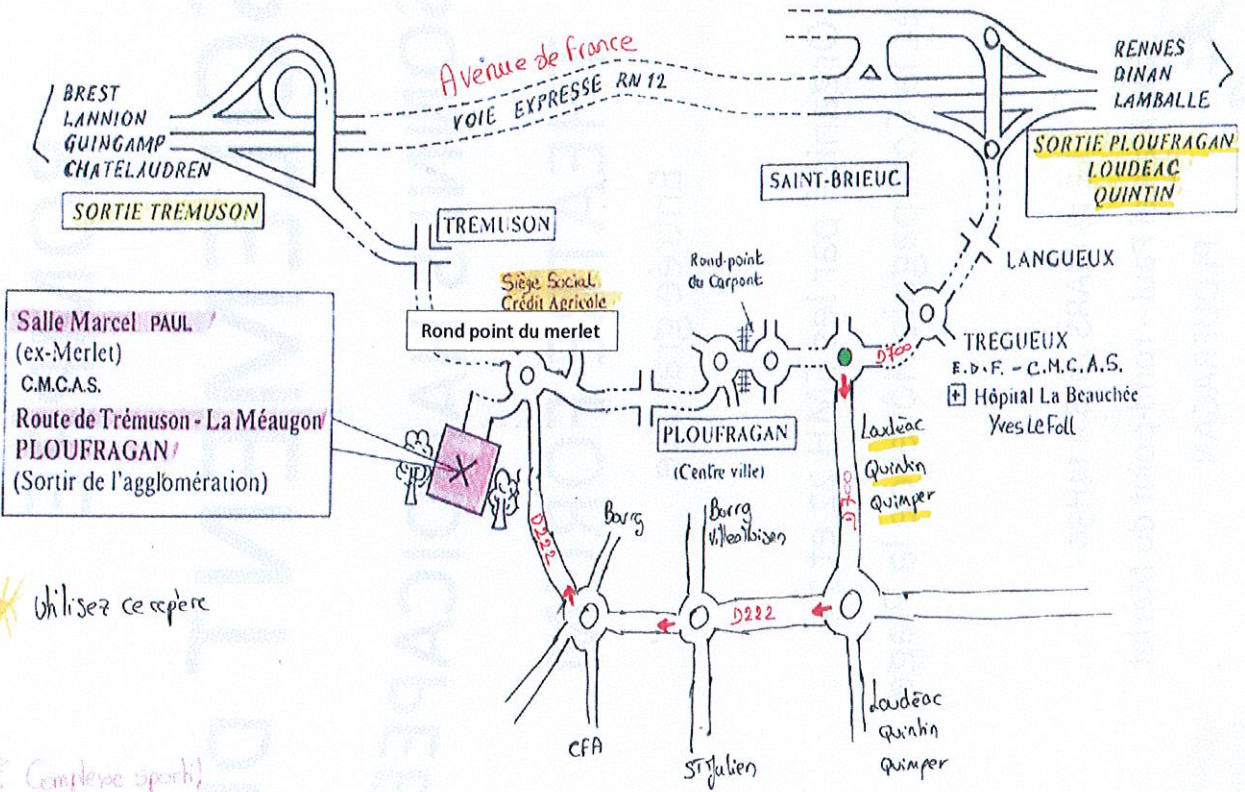 Avenue de France
VOIE EXPRESSE RN 12
BREST
LANNION
GUINGAMP
CHATELAUDREN
SORTIE TREMUSON
RENNES
DINAN
LAMBALLE
SORTIE PLOUFRAGAN
LOUDEAC
QUINTIN
SAINT-BRIEUC
TREMUSON
LANGUEUX
Rond-point
du Carpont
Siège Social
Crédit Agricole
Rond point du merlet
Salle Marcel PAUL
(ex-Merlet)
C.M.C.A.S.
Route de Trémuson - La Méaugon
PLOUFRAGAN
(Sortir de l'agglomération)
D700
TREGUEUX
E.D.F. - C.M.C.A.S.
+ Hôpital La Beauchée
Yves Le Foll
PLOUFRAGAN
(Centre ville)
Loudéac
Quintin
Quimper
D700
D222
Bourg
Bourg
D222
Utilisez ce repère
CFA
St Julien
Loudéac
Quintin
Quimper
Complexe sportif